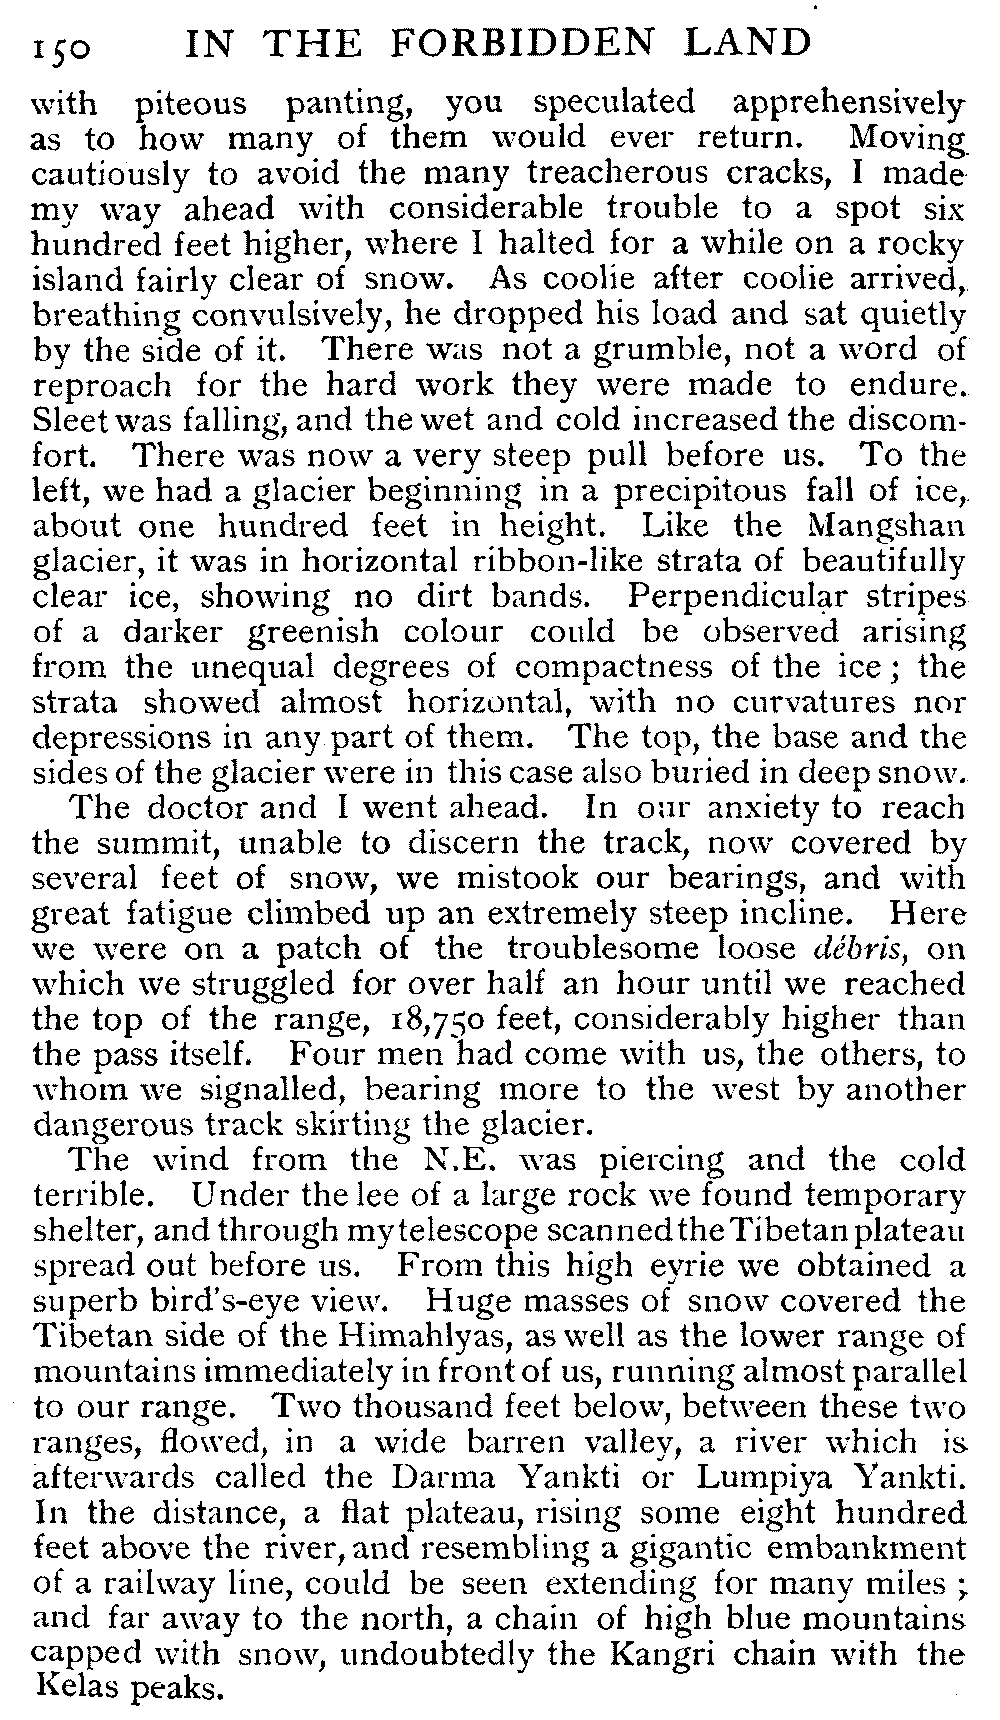 150 IN THE FORBIDDEN LAND
with piteous panting, you speculated apprehensively
as to how many of them would ever return. Moving
cautiously to avoid the many treacherous cracks, I made
my way ahead with considerable trouble to a spot six
hundred feet higher, where I halted for a while on a rocky
island fairly clear of snow. As coolie after coolie arrived,
breathing convulsively, he dropped his load and sat quietly
by the side of it. There was not a grumble, not a word of
reproach for the hard work they were made to endure.
Sleet was falling, and the wet and cold increased the discom-
fort. There was now a very steep pull before us. To the
left, we had a glacier beginning in a precipitous fall of ice,
about one hundred feet in height. Like the Mangshan
glacier, it was in horizontal ribbon-like strata of beautifully
clear ice, showing no dirt bands. Perpendicular stripes
of a darker greenish colour could be observed arising
from the unequal degrees of compactness of the ice; the
strata showed almost horizontal, with no curvatures nor
depressions in any part of them. The top, the base and the
sides of the glacier were in this case also buried in deep snow.
The doctor and I went ahead. In our anxiety to reach
the summit, unable to discern the track, now covered by
several feet of snow, we mistook our bearings, and with
great fatigue climbed up an extremely steep incline. Here
we were on a patch of the troublesome loose débris, on
which we struggled for over half an hour until we reached
the top of the range, 18,750 feet, considerably higher than
the pass itself. Four men had come with us, the others, to
whom we signalled, bearing more to the west by another
dangerous track skirting the glacier.
The wind from the N.E. was piercing and the cold
terrible. Under the lee of a large rock we found temporary
shelter, and through my telescope scanned the Tibetan plateau
spread out before us. From this high eyrie we obtained a
superb bird's-eye view. Huge masses of snow covered the
Tibetan side of the Himahlyas, as well as the lower range of
mountains immediately in front of us, running almost parallel
to our range. Two thousand feet below, between these two
ranges, flowed, in a wide barren valley, a river which is
afterwards called the Darma Yankti or Lumpiya Yankti.
In the distance, a flat plateau, rising some eight hundred
feet above the river, and resembling a gigantic embankment
of a railway line, could be seen extending for many miles;
and far away to the north, a chain of high blue mountains
capped with snow, undoubtedly the Kangri chain with the
Kelas peaks.